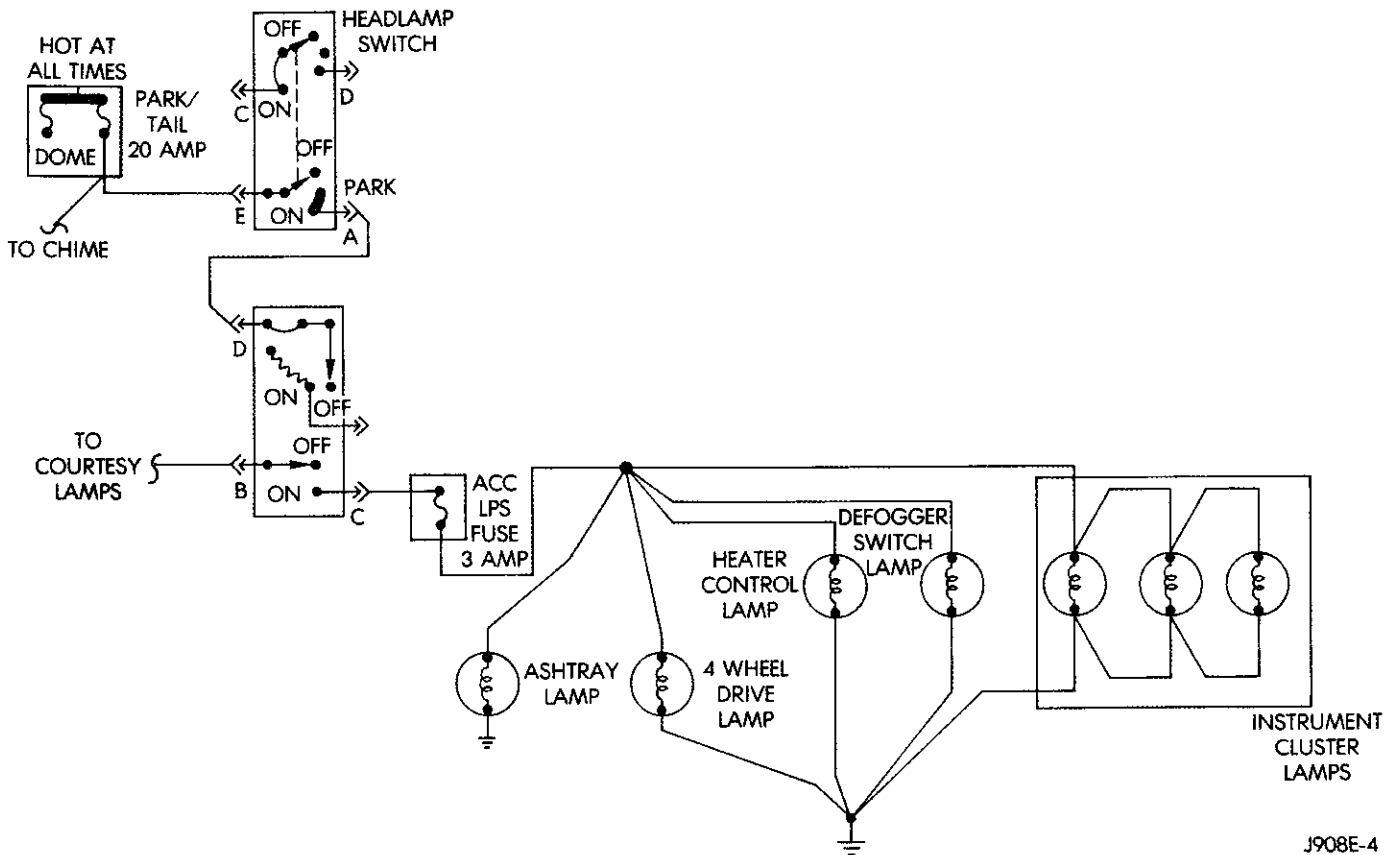 OFF
HEADLAMP
SWITCH
HOT AT
ALL TIMES
PARK/
TAIL
20 AMP
DOME
C
ON
D
OFF
PARK
E
ON
A
TO CHIME
D
ON
OFF
TO
COURTESY
LAMPS
OFF
B
ON
C
ACC
LPS
FUSE
3 AMP
DEFOGGER
SWITCH
LAMP
HEATER
CONTROL
LAMP
ASHTRAY
LAMP
4 WHEEL
DRIVE
LAMP
INSTRUMENT
CLUSTER
LAMPS
J908E-4